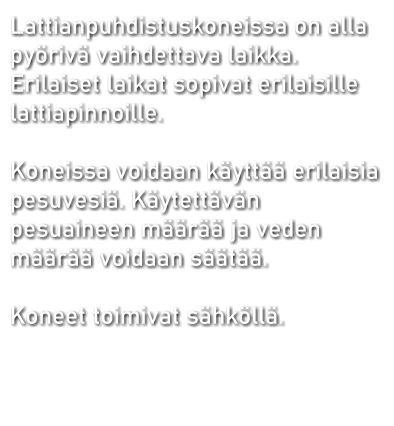 Lattianpuhdistuskoneissa on alla
pyörivä vaihdettava laikka.
Erilaiset laikat sopivat erilaisille
lattiapinnoille.

Koneissa voidaan käyttää erilaisia
pesuvesiä. Käytettävän
pesuaineen määrää ja veden
määrää voidaan säätää.

Koneet toimivat sähköllä.